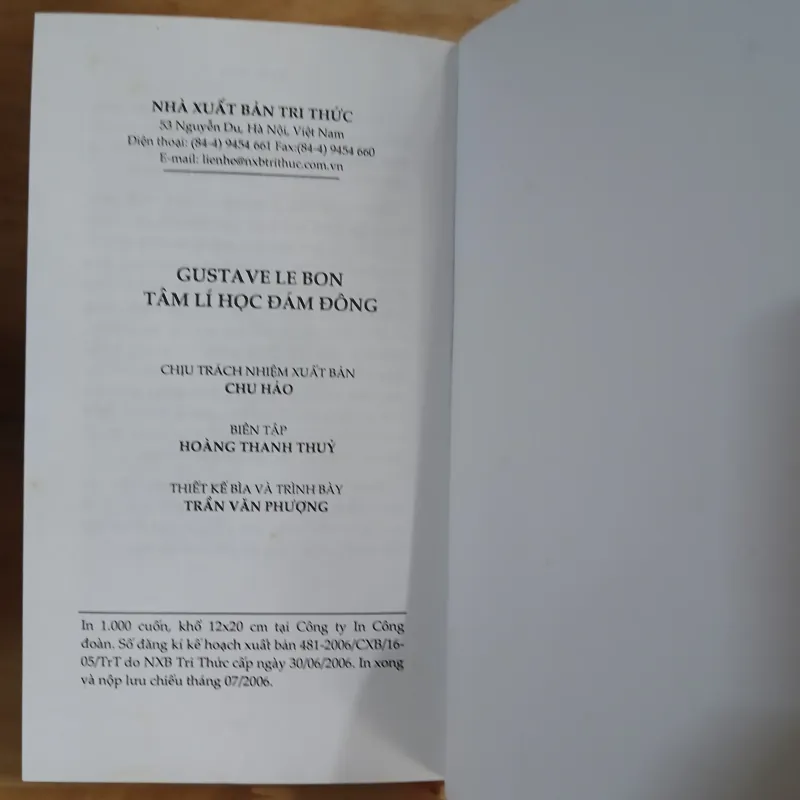 NHÀ XUẤT BẢN TRI THỨC
53 Nguyễn Du, Hà Nội, Việt Nam
Điện thoại: (84-4) 9454 661 Fax:(84-4) 9454 660
E-mail: lienhe@nxbtrithuc.com.vn
GUSTAVE LE BON
TÂM LÍ HỌC ĐÁM ĐÔNG
CHỊU TRÁCH NHIỆM XUẤT BẢN
CHU HẢO
BIÊN TẬP
HOÀNG THANH THUỶ
THIẾT KẾ BÌA VÀ TRÌNH BÀY
TRẦN VĂN PHƯỢNG
In 1.000 cuốn, khổ 12x20 cm tại Công ty In Công
đoàn. Số đăng kí kế hoạch xuất bản 481-2006/CXB/16-
05/TrT do NXB Tri Thức cấp ngày 30/06/2006. In xong
và nộp lưu chiểu tháng 07/2006.